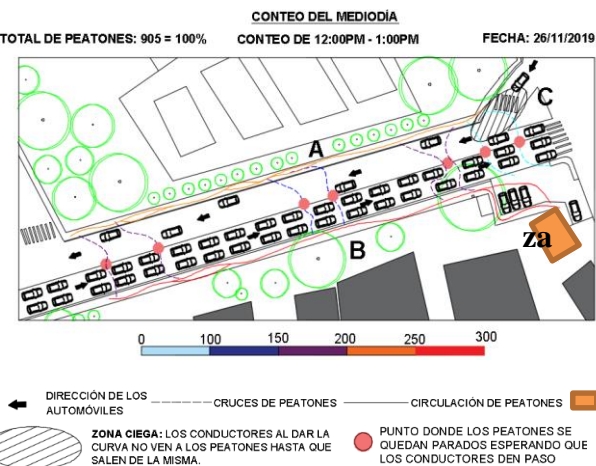 CONTEO DEL MEDIODÍA
TOTAL DE PEATONES: 905 = 100% CONTEO DE 12:00PM - 1:00PM FECHA: 26/11/2019
C
A
za
B
0 100 150 200 250 300
DIRECCIÓN DE LOS
AUTOMÓVILES
CRUCES DE PEATONES
CIRCULACIÓN DE PEATONES
ZONA CIEGA: LOS CONDUCTORES AL DAR LA
CURVA NO VEN A LOS PEATONES HASTA QUE
SALEN DE LA MISMA.
PUNTO DONDE LOS PEATONES SE
QUEDAN PARADOS ESPERANDO QUE
LOS CONDUCTORES DEN PASO